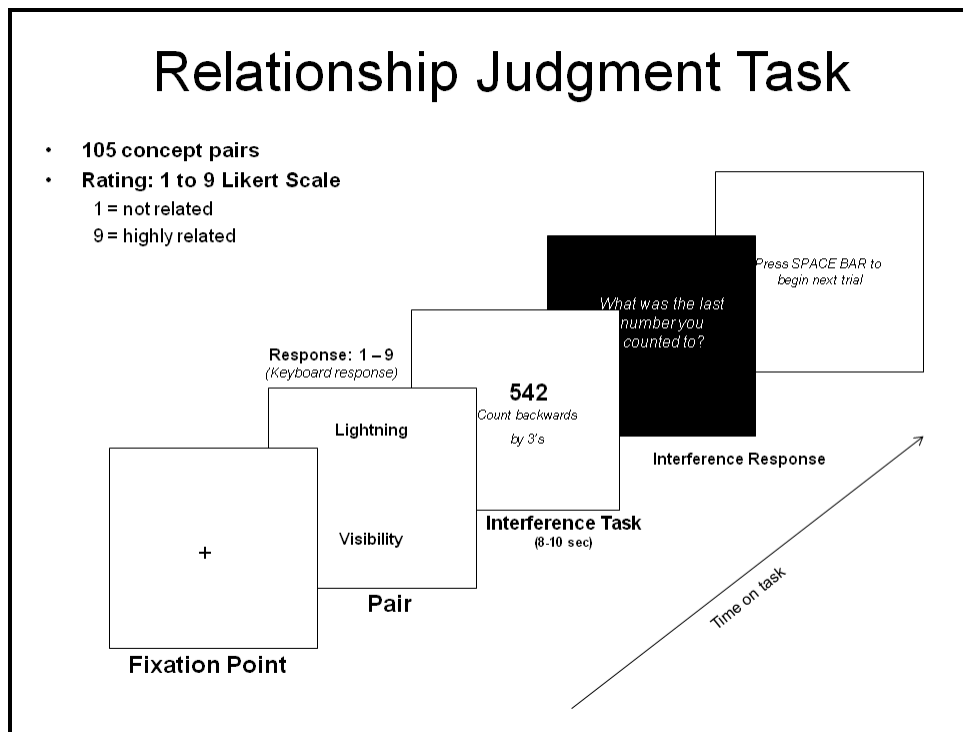 Relationship Judgment Task
• 105 concept pairs
• Rating: 1 to 9 Likert Scale
1 = not related
9 = highly related
Response: 1 – 9
(Keyboard response)
+
Fixation Point
Lightning
Visibility
Pair
542
Count backwards
by 3's
Interference Task
(8-10 sec)
What was the last
number you
counted to?
Interference Response
Press SPACE BAR to
begin next trial
Time on task